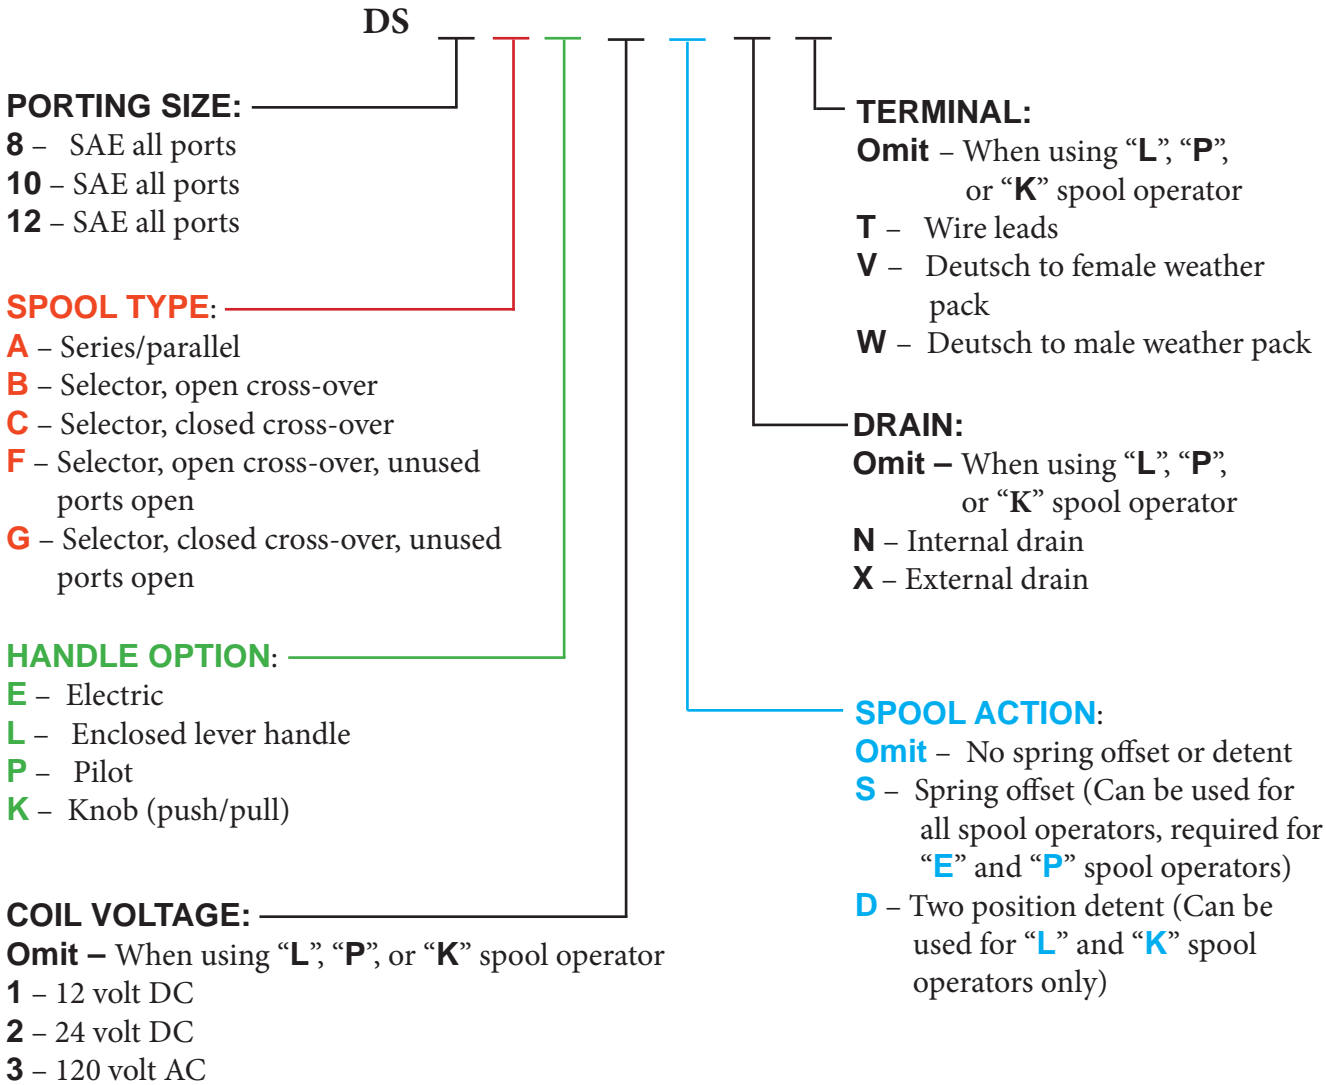 DS
PORTING SIZE:
8 – SAE all ports
10 – SAE all ports
12 – SAE all ports
SPOOL TYPE:
A – Series/parallel
B – Selector, open cross-over
C – Selector, closed cross-over
F – Selector, open cross-over, unused
ports open
G – Selector, closed cross-over, unused
ports open
HANDLE OPTION:
E – Electric
L – Enclosed lever handle
P – Pilot
K – Knob (push/pull)
COIL VOLTAGE:
Omit – When using “L”, “P”, or “K” spool operator
1 – 12 volt DC
2 – 24 volt DC
3 – 120 volt AC
TERMINAL:
Omit – When using “L”, “P”,
or “K” spool operator
T – Wire leads
V – Deutsch to female weather
pack
W – Deutsch to male weather pack
DRAIN:
Omit – When using “L”, “P”,
or “K” spool operator
N – Internal drain
X – External drain
SPOOL ACTION:
Omit – No spring offset or detent
S – Spring offset (Can be used for
all spool operators, required for
“E” and “P” spool operators)
D – Two position detent (Can be
used for “L” and “K” spool
operators only)